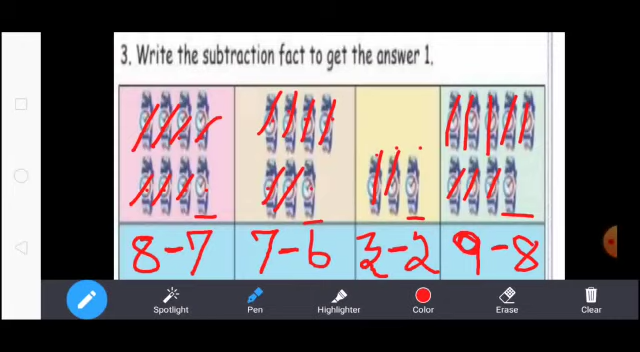 3. Write the subtraction fact to get the answer 1.
8-7 7-6 3-2 9-8
Spotlight Pen Highlighter Color Erase Clear